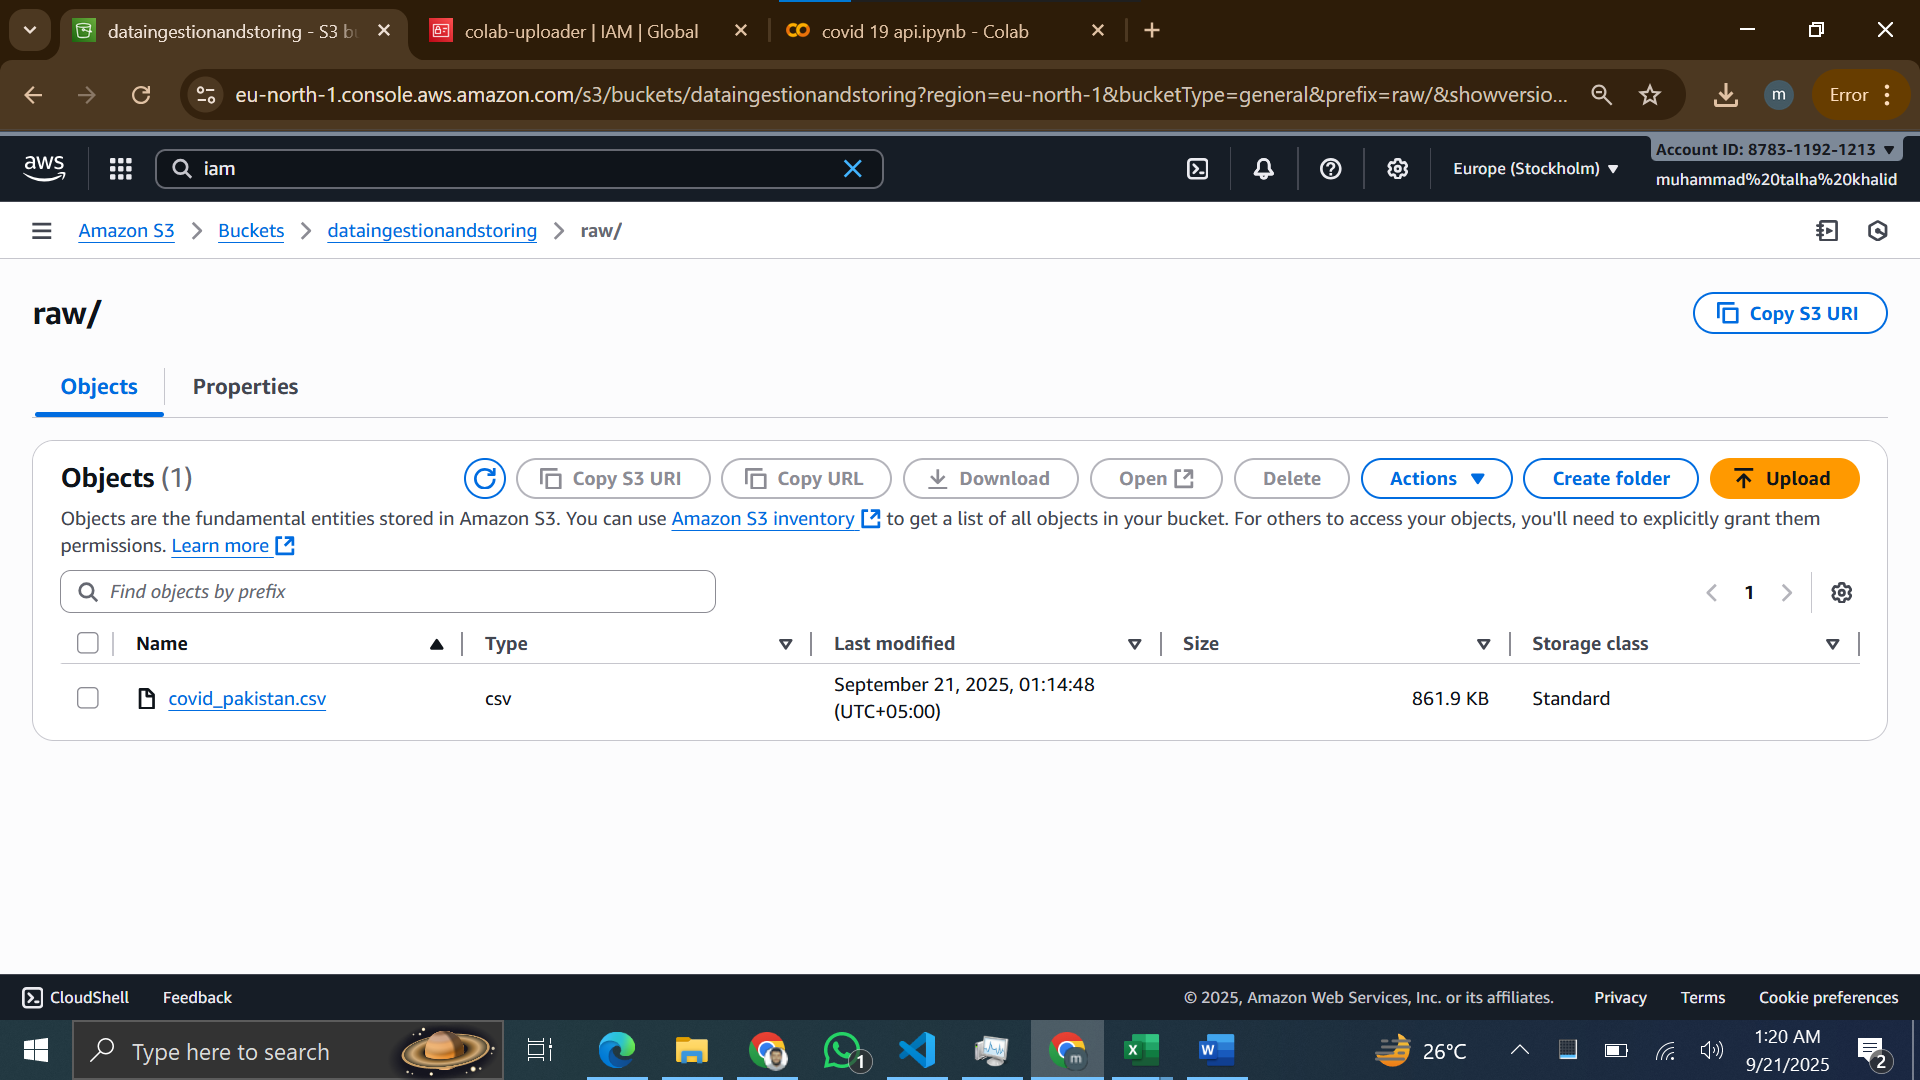 dataingestionandstoring - S3 bu
colab-uploader | IAM | Global
covid 19 api.ipynb - Colab
eu-north-1.console.aws.amazon.com/s3/buckets/dataingestionandstoring?region=eu-north-1&bucketType=general&prefix=raw/&showversio...
m
Error
aws
iam
Europe (Stockholm)
Account ID: 8783-1192-1213
muhammad%20talha%20khalid
Amazon S3
Buckets
dataingestionandstoring
raw/
raw/
Copy S3 URI
Objects
Properties
Objects (1)
Copy S3 URI
Copy URL
Download
Open
Delete
Actions
Create folder
Upload
Objects are the fundamental entities stored in Amazon S3. You can use Amazon S3 inventory to get a list of all objects in your bucket. For others to access your objects, you'll need to explicitly grant them
permissions. Learn more
Find objects by prefix
1
Name
Type
Last modified
Size
Storage class
covid_pakistan.csv
csv
September 21, 2025, 01:14:48
(UTC+05:00)
861.9 KB
Standard
CloudShell
Feedback
© 2025, Amazon Web Services, Inc. or its affiliates.
Privacy
Terms
Cookie preferences
Type here to search
1
m
26°C
1:20 AM
9/21/2025
2